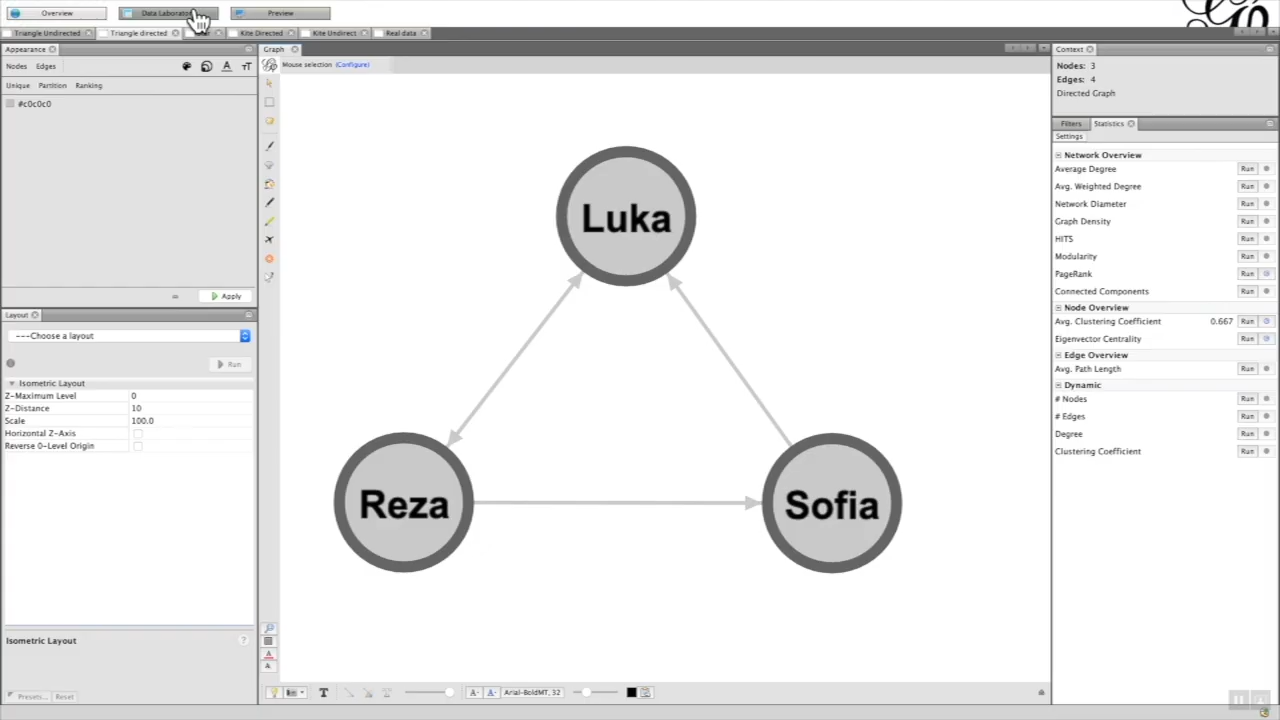 Overview
Data Laborator
Preview
Triangle Undirected
Triangle directed
Kite Directed
Kite Undirect
Real data
Appearance
Nodes Edges
Unique Partition Ranking
#c0c0c0
Apply
Layout
---Choose a layout
Run
Isometric Layout
Z-Maximum Level 0
Z-Distance 10
Scale 100.0
Horizontal Z-Axis
Reverse 0-Level Origin
Isometric Layout
?
Presets... Reset
Graph
Mouse selection (Configure)
Luka
Reza
Sofia
Arial-BoldMT, 32
Context
Nodes: 3
Edges: 4
Directed Graph
Filters
Statistics
Settings
Network Overview
Average Degree Run
Avg. Weighted Degree Run
Network Diameter Run
Graph Density Run
HITS Run
Modularity Run
PageRank Run
Connected Components Run
Node Overview
Avg. Clustering Coefficient 0.667 Run
Eigenvector Centrality Run
Edge Overview
Avg. Path Length Run
Dynamic
# Nodes Run
# Edges Run
Degree Run
Clustering Coefficient Run